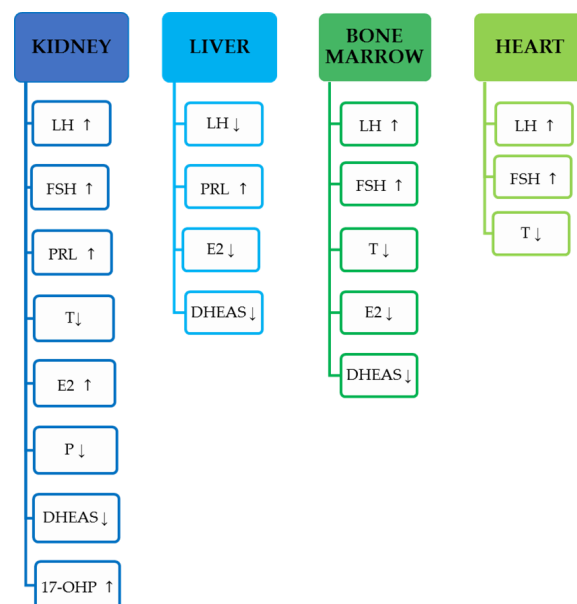 KIDNEY
LH ↑
FSH ↑
PRL ↑
T↓
E2 ↑
P ↓
DHEAS ↓
17-OHP ↑
LIVER
LH ↓
PRL ↑
E2 ↓
DHEAS ↓
BONE
MARROW
LH ↑
FSH ↑
T ↓
E2 ↓
DHEAS ↓
HEART
LH ↑
FSH ↑
T ↓